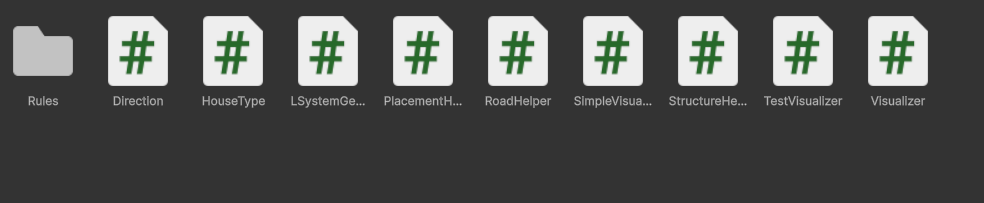 Rules
Direction
HouseType
LSystemGe...
PlacementH...
RoadHelper
SimpleVisua...
StructureHe...
TestVisualizer
Visualizer